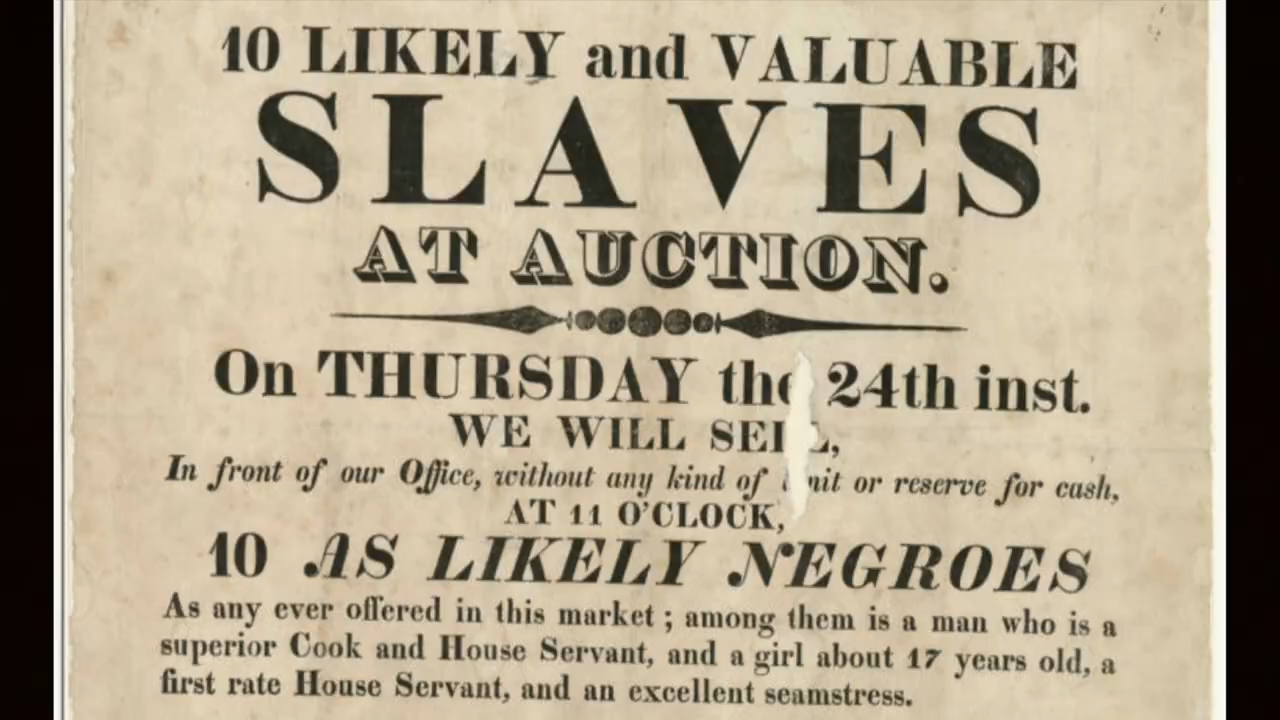 10 LIKELY and VALUABLE
SLAVES
AT AUCTION.
On THURSDAY the 24th inst.
WE WILL SELL,
In front of our Office, without any kind of limit or reserve for cash,
AT 11 O'CLOCK,
10 AS LIKELY NEGROES
As any ever offered in this market; among them is a man who is a
superior Cook and House Servant, and a girl about 17 years old, a
first rate House Servant, and an excellent seamstress.